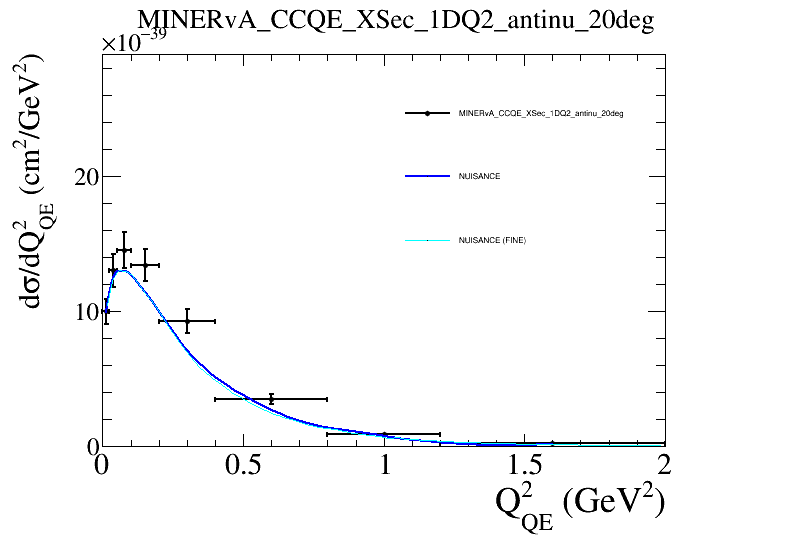 MINERvA_CCQE_XSec_1DQ2_antinu_20deg
×10⁻³⁹
dσ/dQ²_QE (cm²/GeV²)
MINERvA_CCQE_XSec_1DQ2_antinu_20deg
NUISANCE
NUISANCE (FINE)
20
10
0
0 0.5 1 1.5 2
Q²_QE (GeV²)